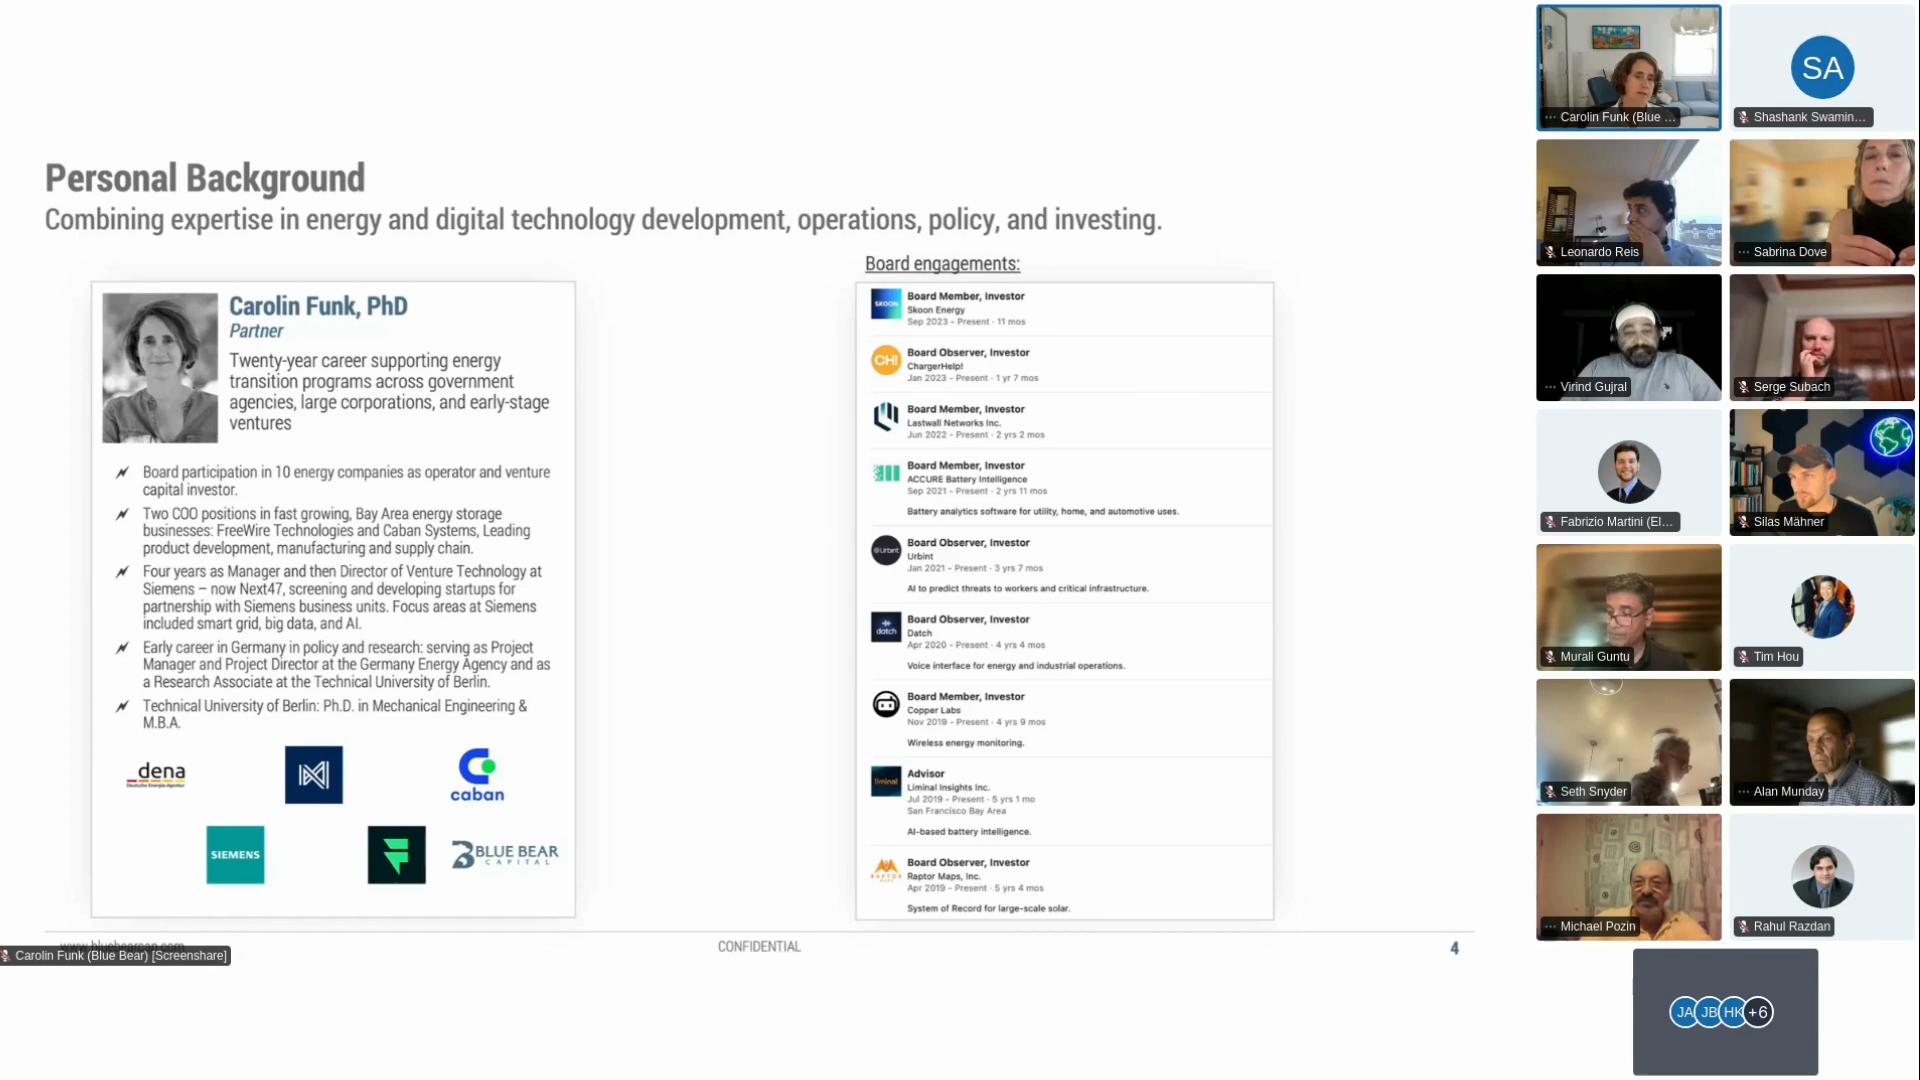 Personal Background
Combining expertise in energy and digital technology development, operations, policy, and investing.
Carolin Funk, PhD
Partner
Twenty-year career supporting energy
transition programs across government
agencies, large corporations, and early-stage
ventures
Board participation in 10 energy companies as operator and venture
capital investor.
Two COO positions in fast growing, Bay Area energy storage
businesses: FreeWire Technologies and Caban Systems, Leading
product development, manufacturing and supply chain.
Four years as Manager and then Director of Venture Technology at
Siemens – now Next47, screening and developing startups for
partnership with Siemens business units. Focus areas at Siemens
included smart grid, big data, and AI.
Early career in Germany in policy and research: serving as Project
Manager and Project Director at the Germany Energy Agency and as
a Research Associate at the Technical University of Berlin.
Technical University of Berlin: Ph.D. in Mechanical Engineering &
M.B.A.
dena
Deutsche Energie-Agentur
caban
SIEMENS
BLUE BEAR
CAPITAL
Board engagements:
SKOON
Board Member, Investor
Skoon Energy
Sep 2023 - Present · 11 mos
CH!
Board Observer, Investor
ChargerHelp!
Jan 2023 - Present · 1 yr 7 mos
Board Member, Investor
Lastwall Networks Inc.
Jun 2022 - Present · 2 yrs 2 mos
Board Member, Investor
ACCURE Battery Intelligence
Sep 2021 - Present · 2 yrs 11 mos
Battery analytics software for utility, home, and automotive uses.
Urbint
Board Observer, Investor
Urbint
Jan 2021 - Present · 3 yrs 7 mos
AI to predict threats to workers and critical infrastructure.
datch
Board Observer, Investor
Datch
Apr 2020 - Present · 4 yrs 4 mos
Voice interface for energy and industrial operations.
Board Member, Investor
Copper Labs
Nov 2019 - Present · 4 yrs 9 mos
Wireless energy monitoring.
liminal
Advisor
Liminal Insights Inc.
Jul 2019 - Present · 5 yrs 1 mo
San Francisco Bay Area
AI-based battery intelligence.
RAPTOR
MAPS
Board Observer, Investor
Raptor Maps, Inc.
Apr 2019 - Present · 5 yrs 4 mos
System of Record for large-scale solar.
www.bluebearcap.com
CONFIDENTIAL
4
Carolin Funk (Blue Bear) [Screenshare]
Carolin Funk (Blue ...
SA
Shashank Swamin...
Leonardo Reis
Sabrina Dove
Virind Gujral
Serge Subach
Fabrizio Martini (El...
Silas Mähner
Murali Guntu
Tim Hou
Seth Snyder
Alan Munday
Michael Pozin
Rahul Razdan
JA
JB
HK
+6